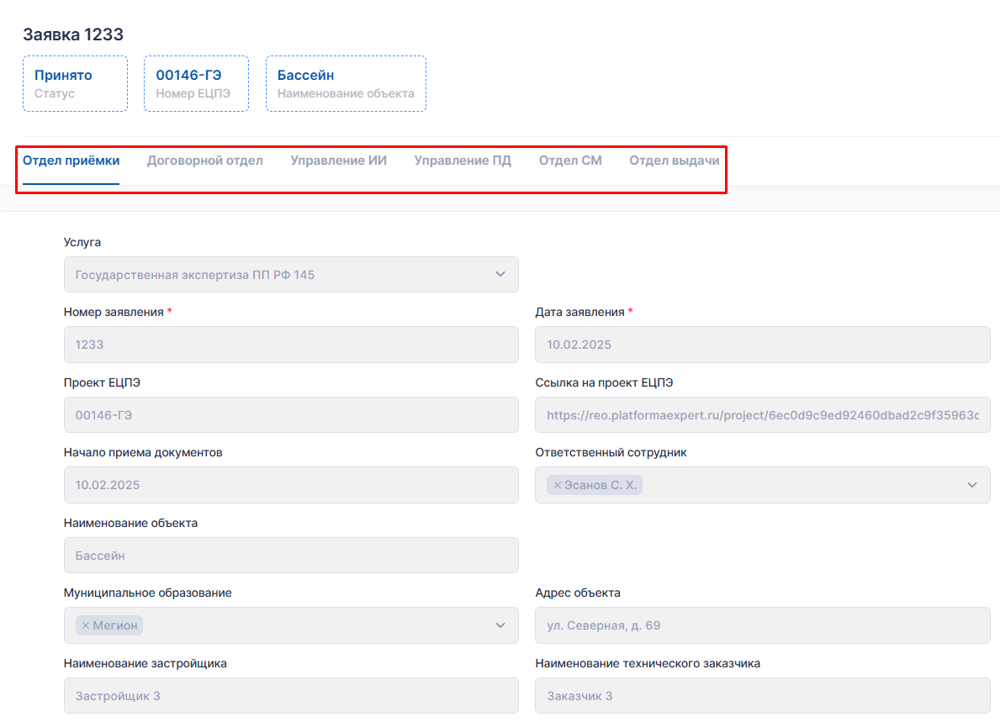 Заявка 1233
Принято
Статус
00146-ГЭ
Номер ЕЦПЭ
Бассейн
Наименование объекта
Отдел приёмки Договорной отдел Управление ИИ Управление ПД Отдел СМ Отдел выдачи
Услуга
Государственная экспертиза ПП РФ 145
Номер заявления *
Дата заявления *
1233
10.02.2025
Проект ЕЦПЭ
Ссылка на проект ЕЦПЭ
00146-ГЭ
https://reo.platformaexpert.ru/project/6ec0d9c9ed92460dbad2c9f35963c
Начало приема документов
Ответственный сотрудник
10.02.2025
× Эсанов С. Х.
Наименование объекта
Бассейн
Муниципальное образование
Адрес объекта
× Мегион
ул. Северная, д. 69
Наименование застройщика
Наименование технического заказчика
Застройщик 3
Заказчик 3